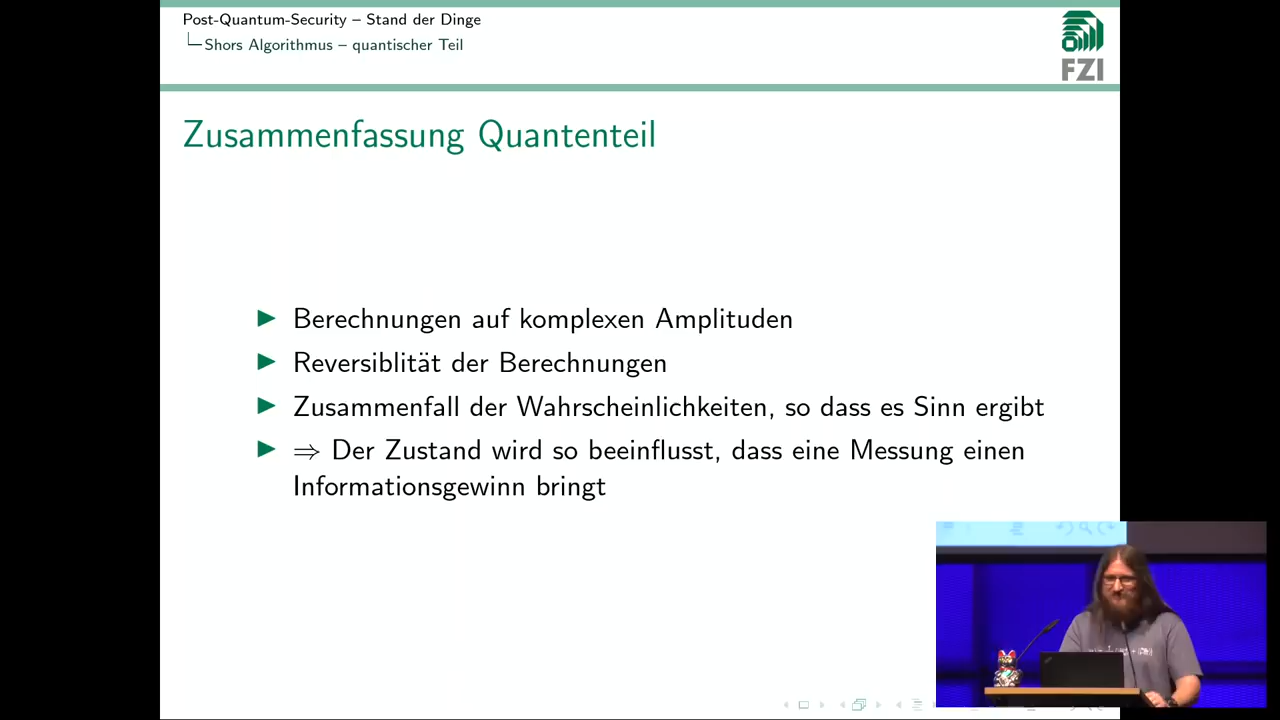 Post-Quantum-Security – Stand der Dinge
Shors Algorithmus – quantischer Teil
FZI
Zusammenfassung Quantenteil
Berechnungen auf komplexen Amplituden
Reversiblität der Berechnungen
Zusammenfall der Wahrscheinlichkeiten, so dass es Sinn ergibt
⇒ Der Zustand wird so beeinflusst, dass eine Messung einen
Informationsgewinn bringt